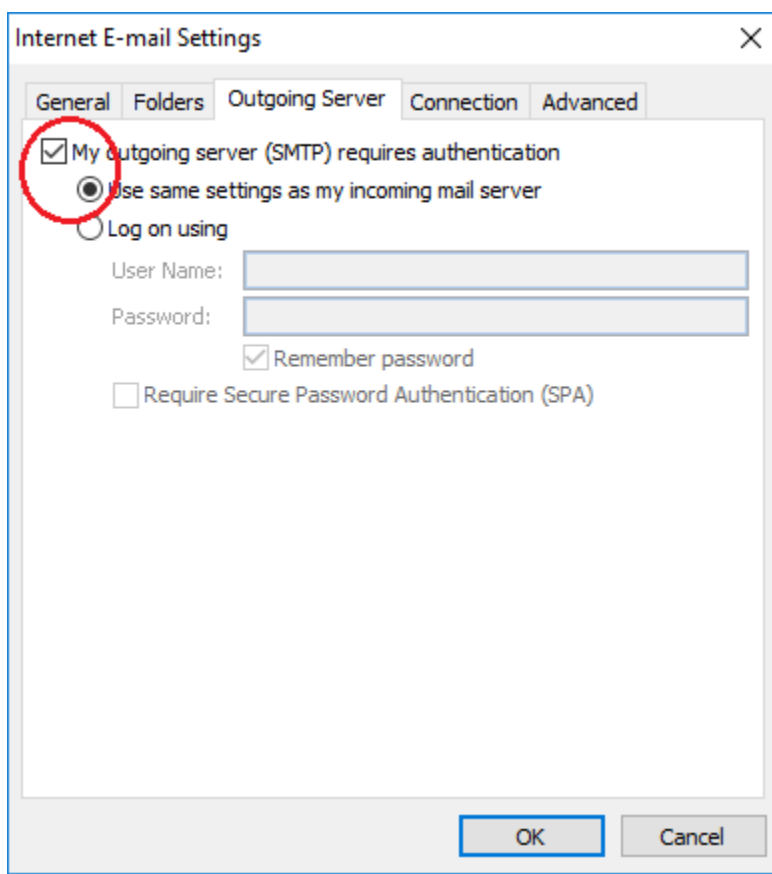 Internet E-mail Settings
General Folders Outgoing Server Connection Advanced
My outgoing server (SMTP) requires authentication
Use same settings as my incoming mail server
Log on using
User Name:
Password:
Remember password
Require Secure Password Authentication (SPA)
OK Cancel